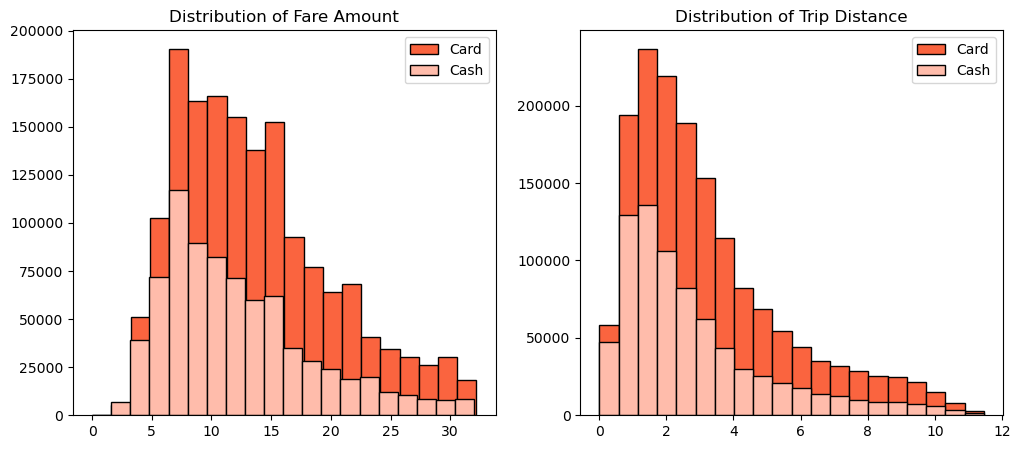 Distribution of Fare Amount
200000
175000
150000
125000
100000
75000
50000
25000
0
0 5 10 15 20 25 30
Card
Cash
Distribution of Trip Distance
200000
150000
100000
50000
0
0 2 4 6 8 10 12
Card
Cash